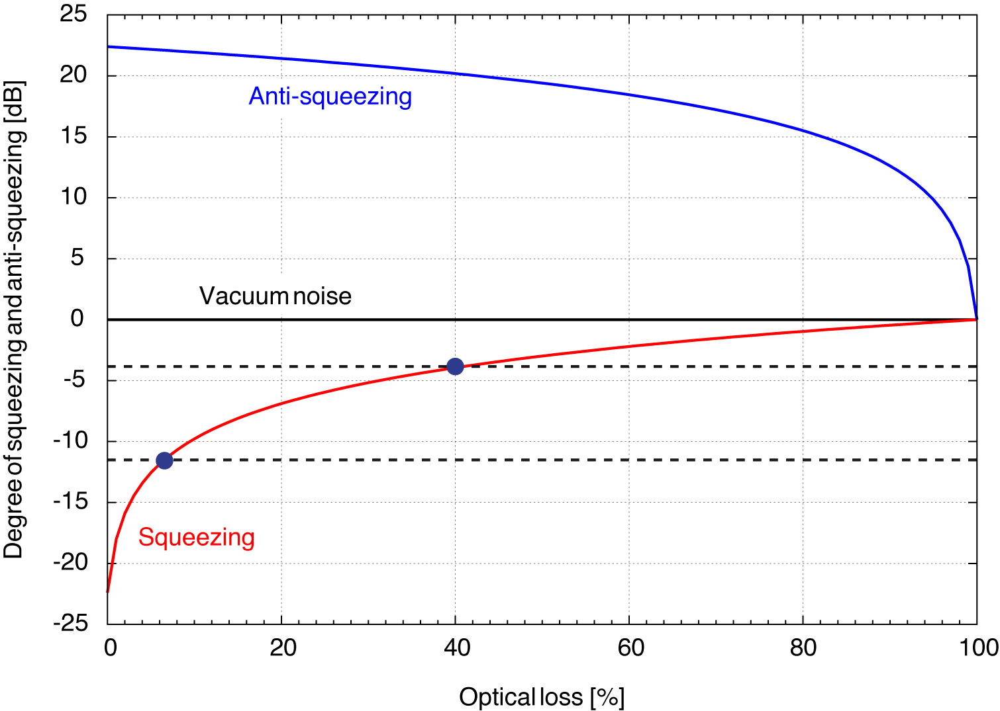 Degree of squeezing and anti-squeezing [dB]
25
20
15
10
5
0
-5
-10
-15
-20
-25
Anti-squeezing
Vacuum noise
Squeezing
0 20 40 60 80 100
Optical loss [%]